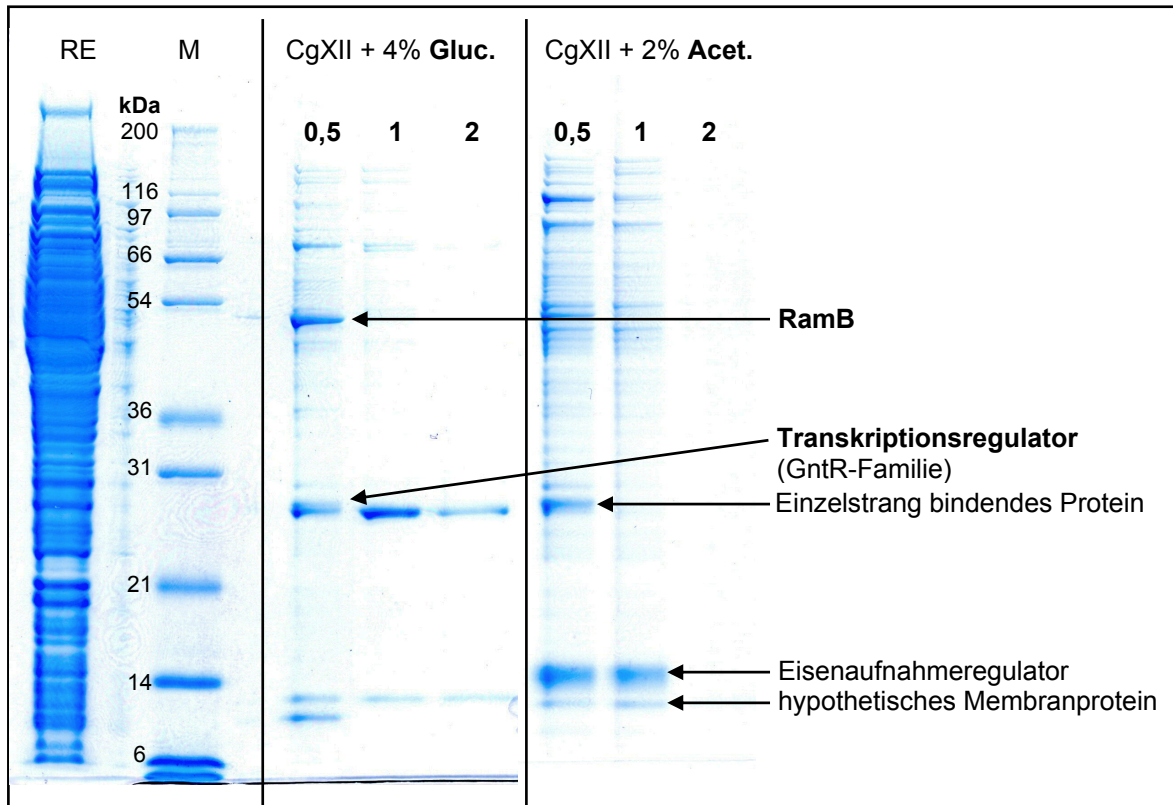 RE M CgXII + 4% Gluc. CgXII + 2% Acet.
kDa
0,5 1 2 0,5 1 2
200
116
97
66
54
RamB
36
Transkriptionsregulator
(GntR-Familie)
31
Einzelstrang bindendes Protein
21
Eisenaufnahmeregulator
14
hypothetisches Membranprotein
6